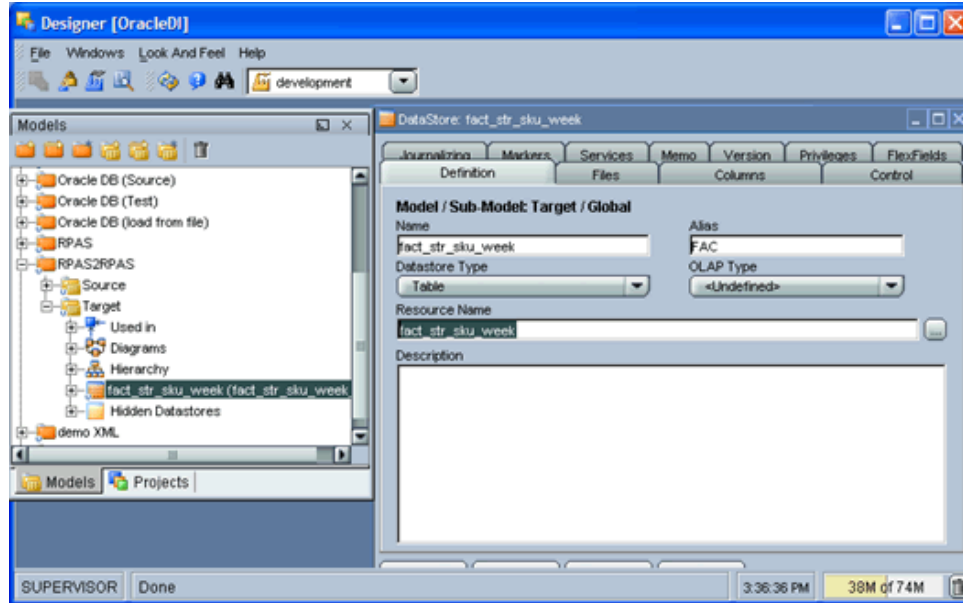 Designer [OracleDI]
File Windows Look And Feel Help
development
Models
Oracle DB (Source)
Oracle DB (Test)
Oracle DB (load from file)
RPAS
RPAS2RPAS
Source
Target
Used in
Diagrams
Hierarchy
fact_str_sku_week (fact_str_sku_week
Hidden Datastores
demo XML
Models Projects
DataStore: fact_str_sku_week
Journalizing Markers Services Memo Version Privileges FlexFields
Definition Files Columns Control
Model / Sub-Model: Target / Global
Name Alias
fact_str_sku_week FAC
Datastore Type OLAP Type
Table <Undefined>
Resource Name
fact_str_sku_week
...
Description
SUPERVISOR Done 3:36:36 PM 38M of 74M